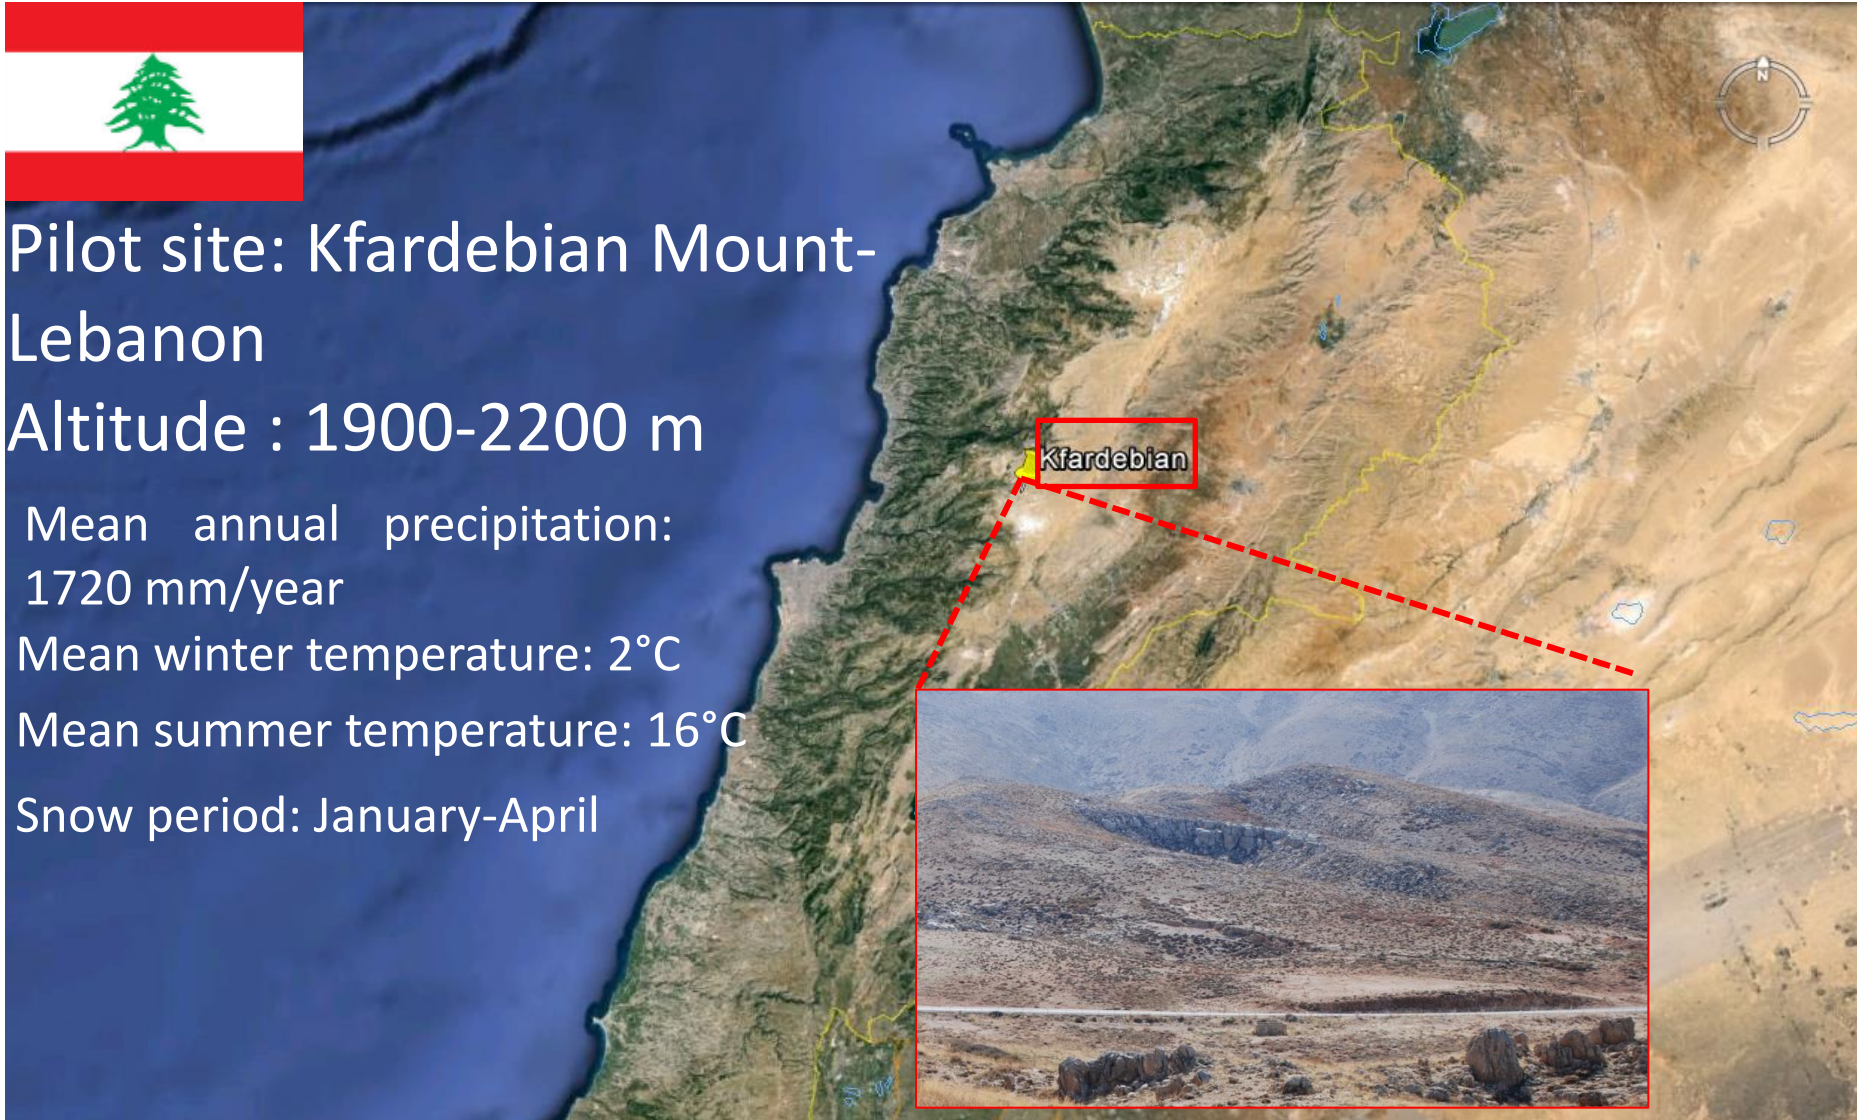 Pilot site: Kfardebian Mount-
Lebanon
Altitude : 1900-2200 m
Mean annual precipitation:
1720 mm/year
Mean winter temperature: 2°C
Mean summer temperature: 16°C
Snow period: January-April
Kfardebian
N